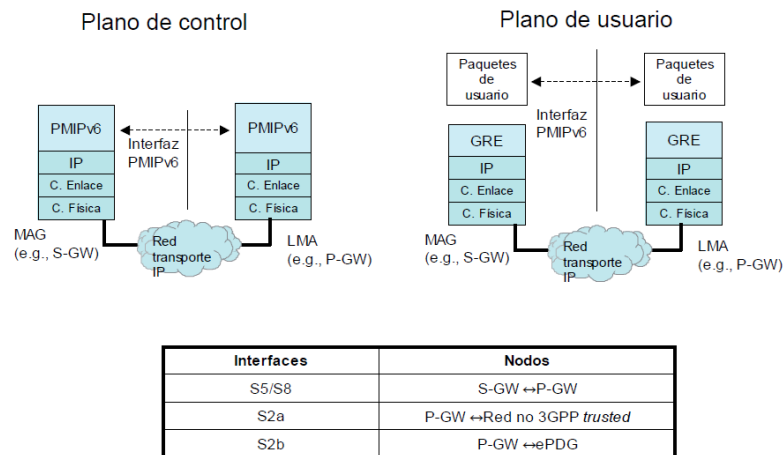 Plano de control
Plano de usuario
PMIPv6
IP
C. Enlace
C. Física
Interfaz
PMIPv6
PMIPv6
IP
C. Enlace
C. Física
MAG
(e.g., S-GW)
Red
transporte
IP
LMA
(e.g., P-GW)
Paquetes
de
usuario
Interfaz
PMIPv6
Paquetes
de
usuario
GRE
IP
C. Enlace
C. Física
GRE
IP
C. Enlace
C. Física
MAG
(e.g., S-GW)
Red
transporte
IP
LMA
(e.g., P-GW)
Interfaces Nodos
S5/S8 S-GW ↔P-GW
S2a P-GW ↔Red no 3GPP trusted
S2b P-GW ↔ePDG